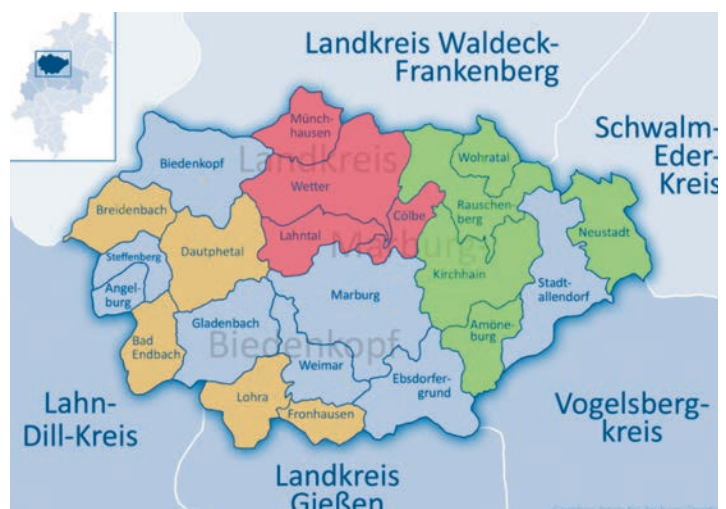 Landkreis Waldeck-
Frankenberg
Schwalm-
Eder-
Kreis
Münch-
hausen
Biedenkopf
Landkreis
Wohratal
Wetter
Breidenbach
Rauschen-
berg
Cölbe
Lahntal
Marburg-
Neustadt
Dautphetal
Steffenberg
Kirchhain
Angel-
burg
Stadt-
allendorf
Marburg
Gladenbach
Amöne-
burg
Bad
Endbach
Biedenkopf
Weimar
Ebsdorfer-
grund
Lohra
Fronhausen
Lahn-
Dill-Kreis
Vogelsberg-
kreis
Landkreis
Gießen